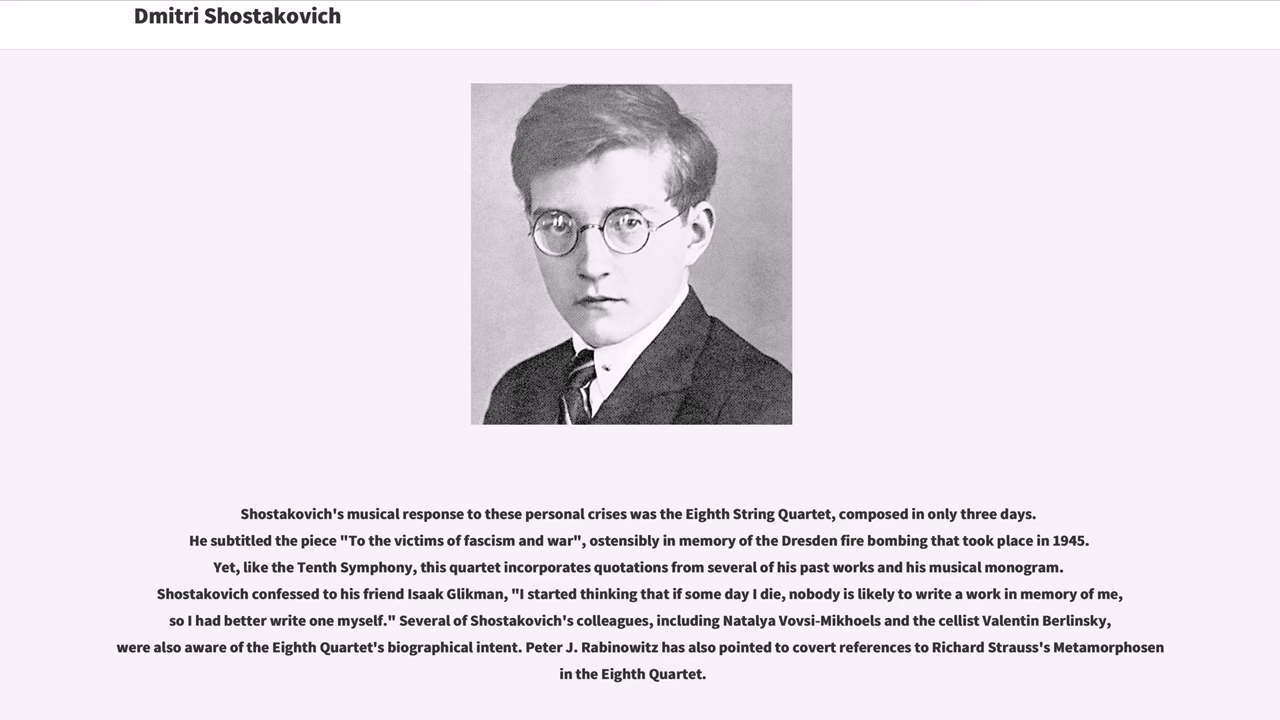 Dmitri Shostakovich
Shostakovich's musical response to these personal crises was the Eighth String Quartet, composed in only three days.
He subtitled the piece "To the victims of fascism and war", ostensibly in memory of the Dresden fire bombing that took place in 1945.
Yet, like the Tenth Symphony, this quartet incorporates quotations from several of his past works and his musical monogram.
Shostakovich confessed to his friend Isaak Glikman, "I started thinking that if some day I die, nobody is likely to write a work in memory of me,
so I had better write one myself." Several of Shostakovich's colleagues, including Natalya Vovsi-Mikhoels and the cellist Valentin Berlinsky,
were also aware of the Eighth Quartet's biographical intent. Peter J. Rabinowitz has also pointed to covert references to Richard Strauss's Metamorphosen
in the Eighth Quartet.